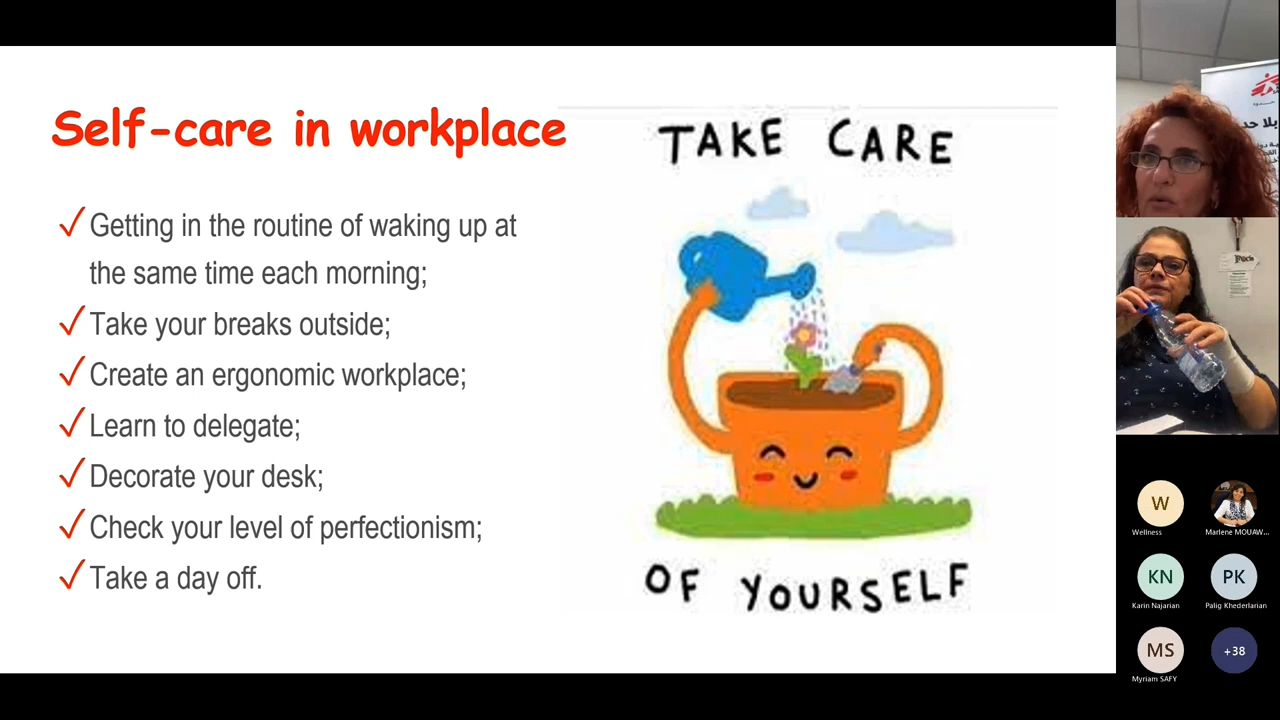 Self-care in workplace
✓Getting in the routine of waking up at
the same time each morning;
✓Take your breaks outside;
✓Create an ergonomic workplace;
✓Learn to delegate;
✓Decorate your desk;
✓Check your level of perfectionism;
✓Take a day off.
TAKE CARE
OF YOURSELF
بلا حد
W
Wellness
Marlene MOUAW...
KN
Karin Najarian
PK
Palig Khederlarian
MS
Myriam SAFY
+38